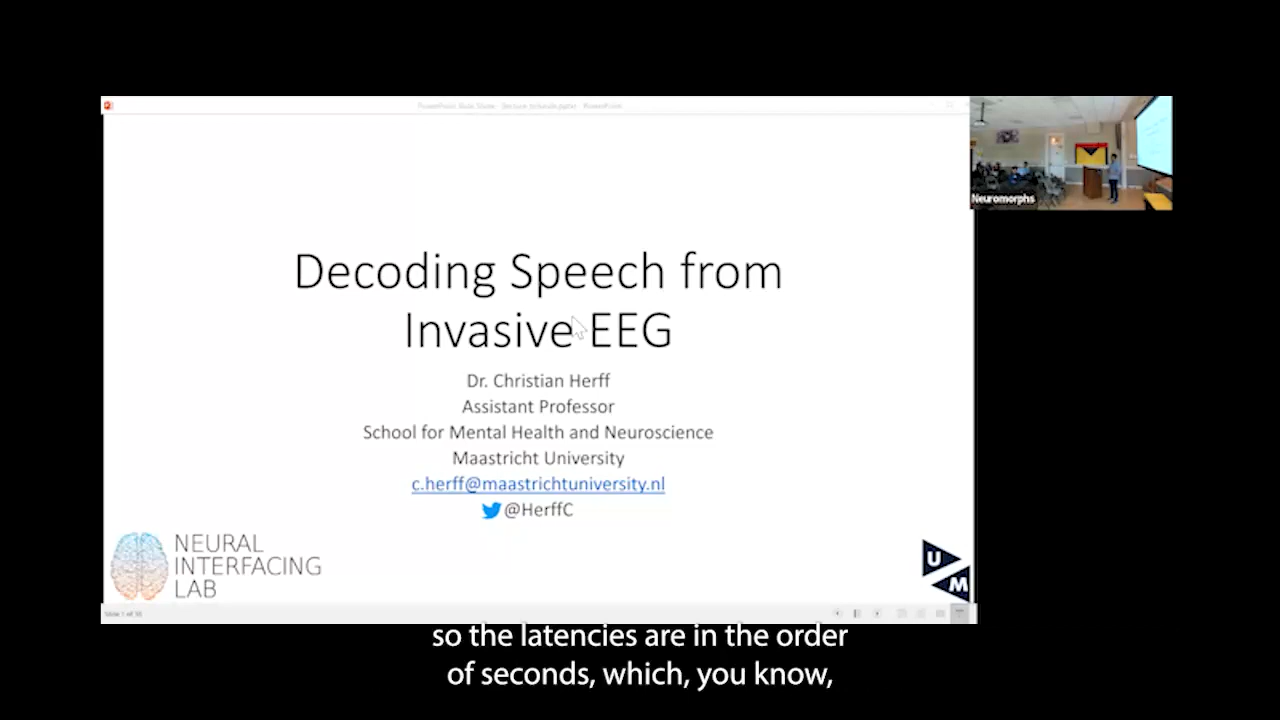 Decoding Speech from
Invasive EEG
Dr. Christian Herff
Assistant Professor
School for Mental Health and Neuroscience
Maastricht University
c.herff@maastrichtuniversity.nl
@HerffC
NEURAL
INTERFACING
LAB
U
M
Neuromorphs
so the latencies are in the order
of seconds, which, you know,